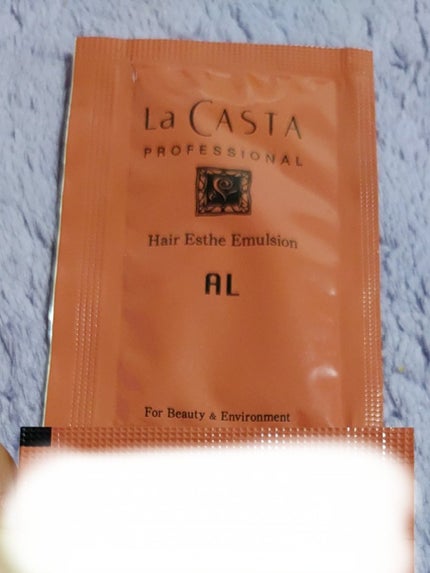 La CASTA
PROFESSIONAL
Hair Esthe Emulsion
AL
For Beauty & Environment